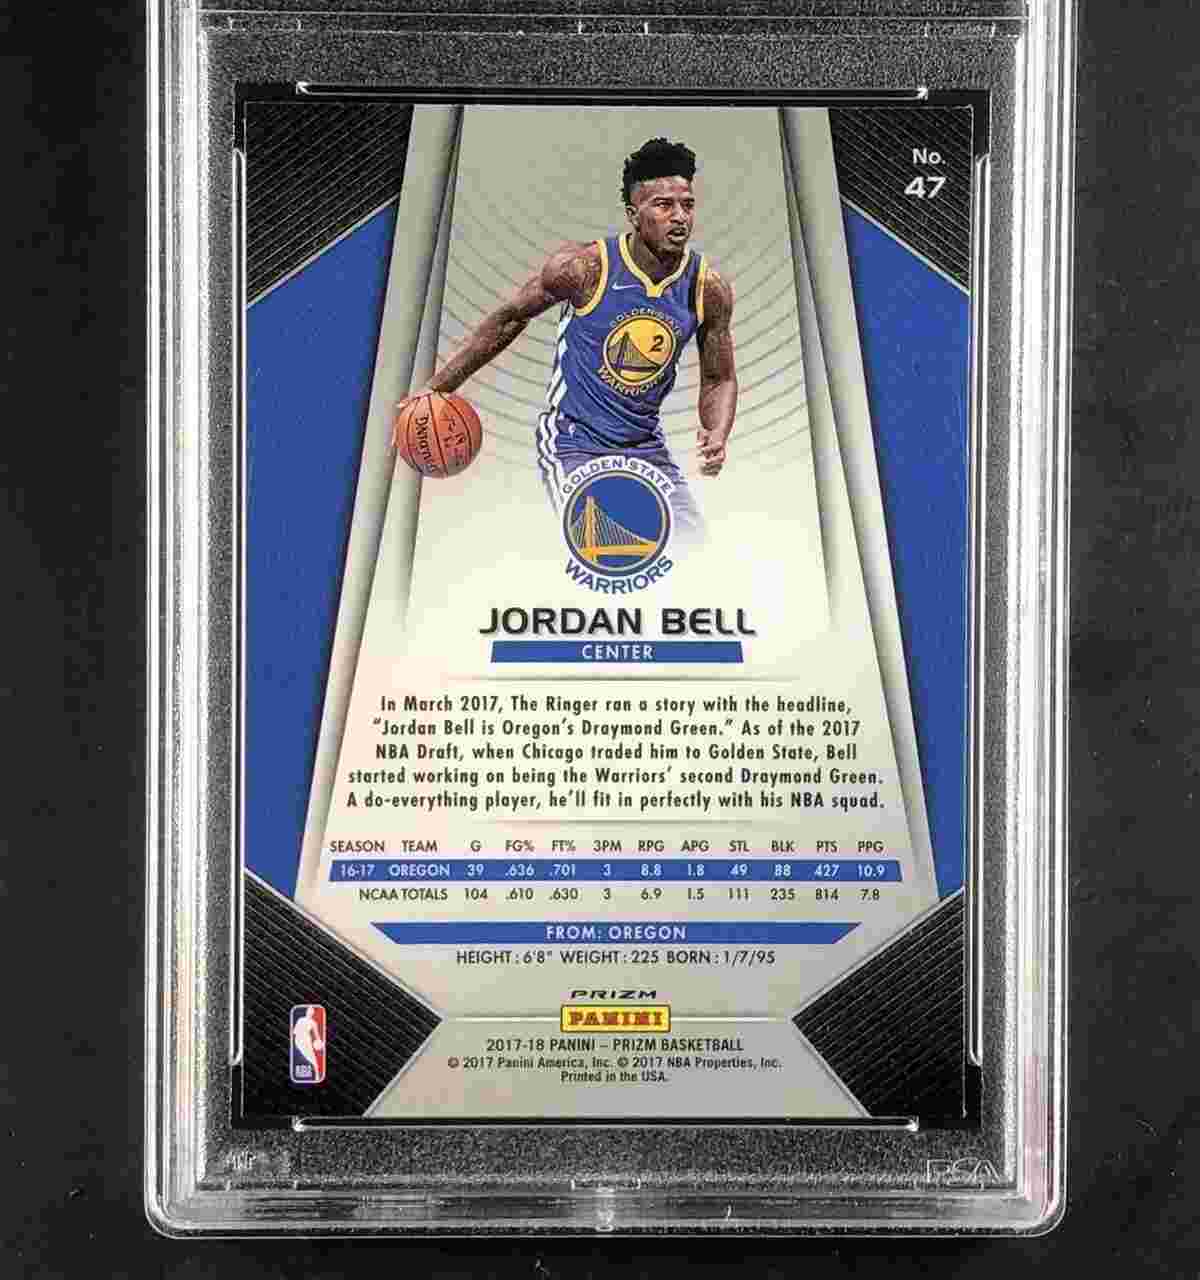 No.
47
GOLDEN STATE
2
WARRIORS
SPALDING
GOLDEN STATE
WARRIORS
JORDAN BELL
CENTER
In March 2017, The Ringer ran a story with the headline,
“Jordan Bell is Oregon’s Draymond Green.” As of the 2017
NBA Draft, when Chicago traded him to Golden State, Bell
started working on being the Warriors’ second Draymond Green.
A do-everything player, he’ll fit in perfectly with his NBA squad.
SEASON TEAM G FG% FT% 3PM RPG APG STL BLK PTS PPG
16-17 OREGON 39 .636 .701 3 8.8 1.8 49 88 427 10.9
NCAA TOTALS 104 .610 .630 3 6.9 1.5 111 235 814 7.8
FROM: OREGON
HEIGHT: 6'8" WEIGHT: 225 BORN: 1/7/95
PRIZM
PANINI
NBA
2017-18 PANINI – PRIZM BASKETBALL
© 2017 Panini America, Inc. © 2017 NBA Properties, Inc.
Printed in the USA.
PSA